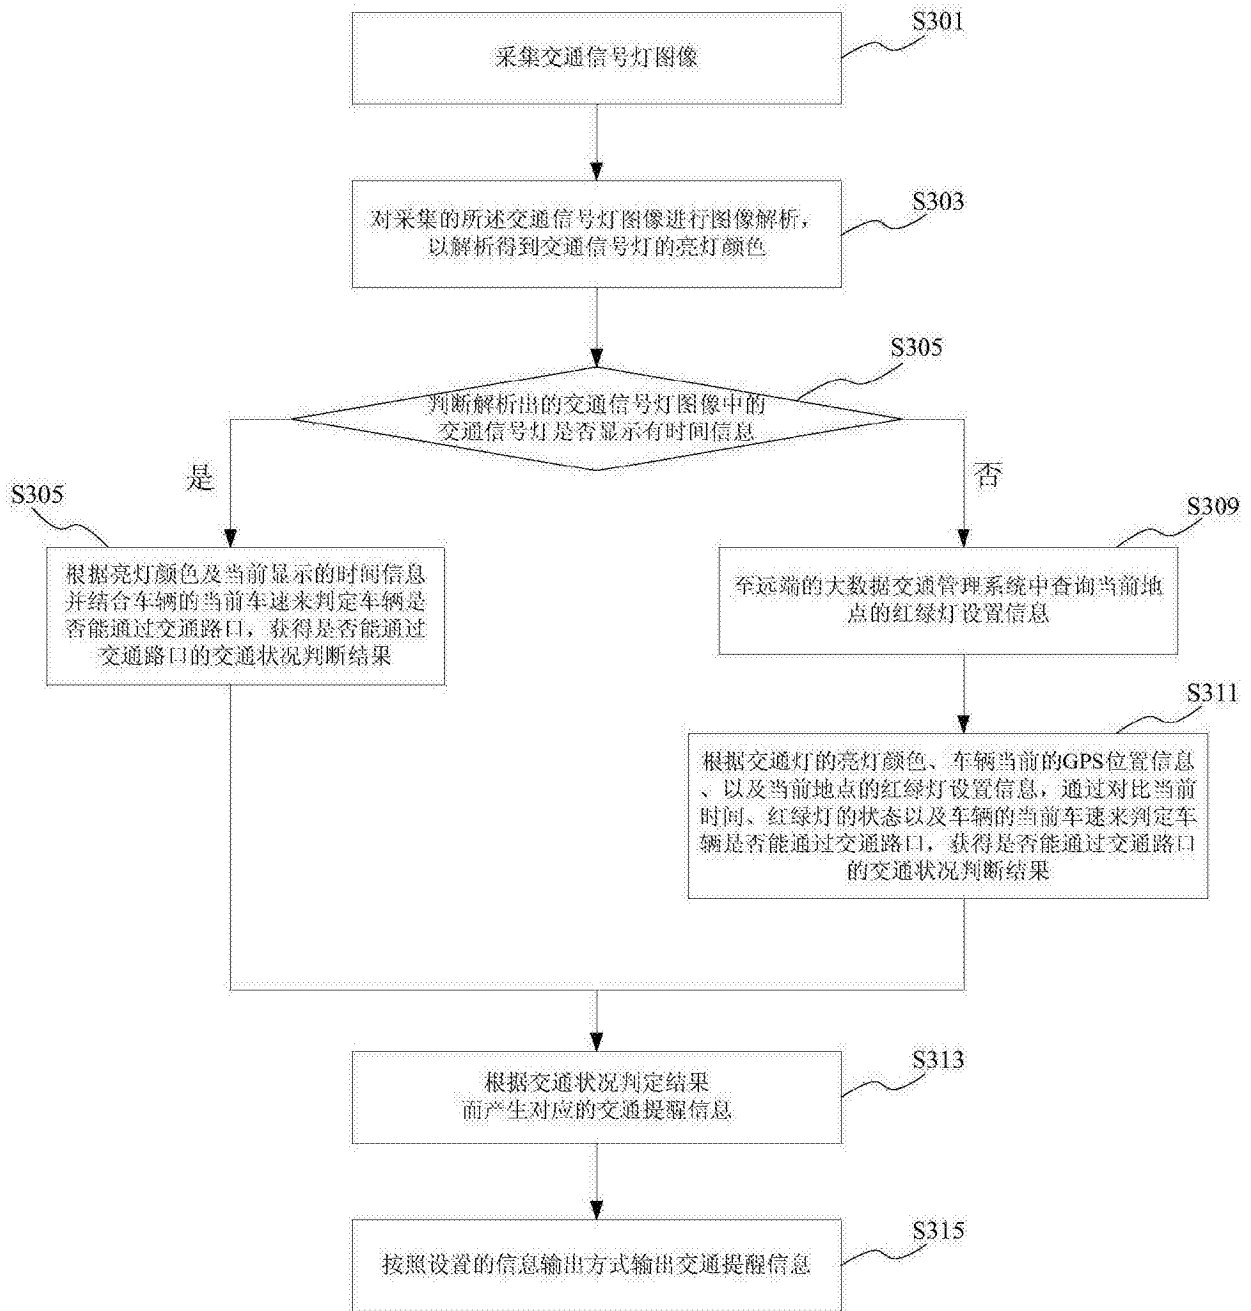 S301
采集交通信号灯图像
S303
对采集的所述交通信号灯图像进行图像解析，
以解析得到交通信号灯的亮灯颜色
S305
判断解析出的交通信号灯图像中的
交通信号灯是否显示有时间信息
是
否
S305
根据亮灯颜色及当前显示的时间信息
并结合车辆的当前车速来判定车辆是
否能通过交通路口，获得是否能通过
交通路口的交通状况判断结果
S309
至远端的大数据交通管理系统中查询当前地
点的红绿灯设置信息
S311
根据交通灯的亮灯颜色、车辆当前的GPS位置信息
、以及当前地点的红绿灯设置信息，通过对比当前
时间、红绿灯的状态以及车辆的当前车速来判定车
辆是否能通过交通路口，获得是否能通过交通路口
的交通状况判断结果
S313
根据交通状况判定结果
而产生对应的交通提醒信息
S315
按照设置的信息输出方式输出交通提醒信息